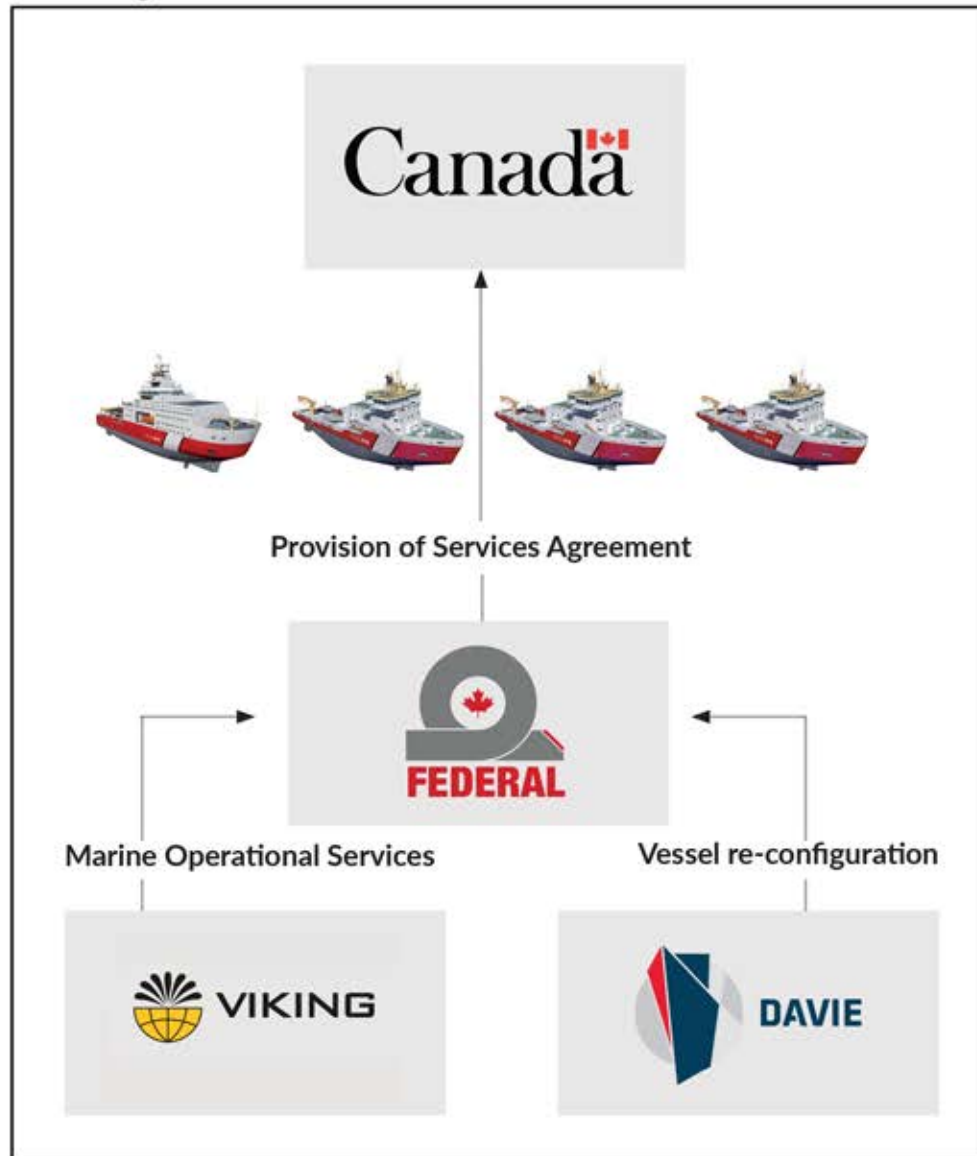 Canada
Provision of Services Agreement
FEDERAL
Marine Operational Services
Vessel re-configuration
VIKING
DAVIE